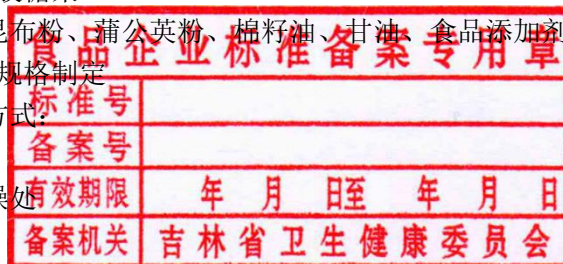 昆布粉、蒲公英粉、棉籽油、甘油、食品添加剂
食品企业标准备案专用章
规格制定
标准号
方式：
备案号
处
有效期限 年 月 日至 年 月 日
备案机关 吉林省卫生健康委员会